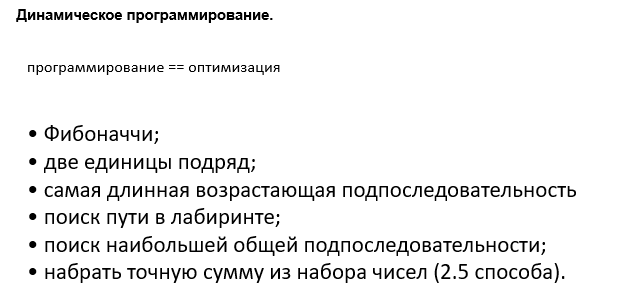 Динамическое программирование.
программирование == оптимизация
• Фибоначчи;
• две единицы подряд;
• самая длинная возрастающая подпоследовательность
• поиск пути в лабиринте;
• поиск наибольшей общей подпоследовательности;
• набрать точную сумму из набора чисел (2.5 способа).